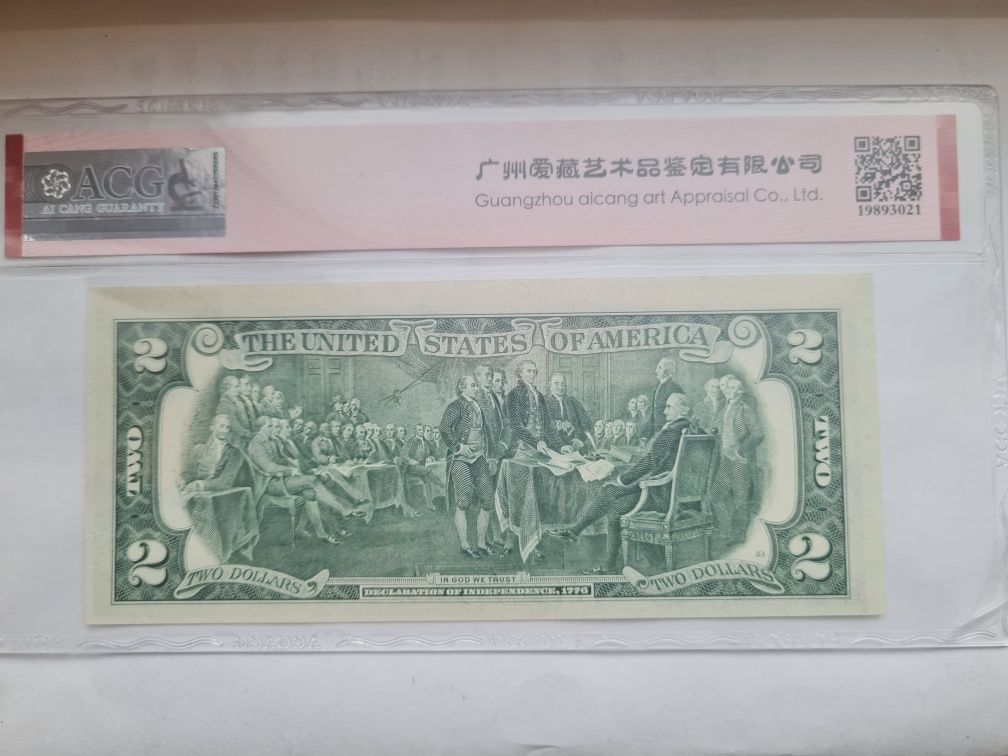 ACG
AI CANG GUARANTY
广州爱藏艺术品鉴定有限公司
Guangzhou aicang art Appraisal Co., Ltd.
19893021
THE UNITED STATES OF AMERICA
2
2
TWO
TWO
2
2
TWO DOLLARS
IN GOD WE TRUST
TWO DOLLARS
DECLARATION OF INDEPENDENCE, 1776